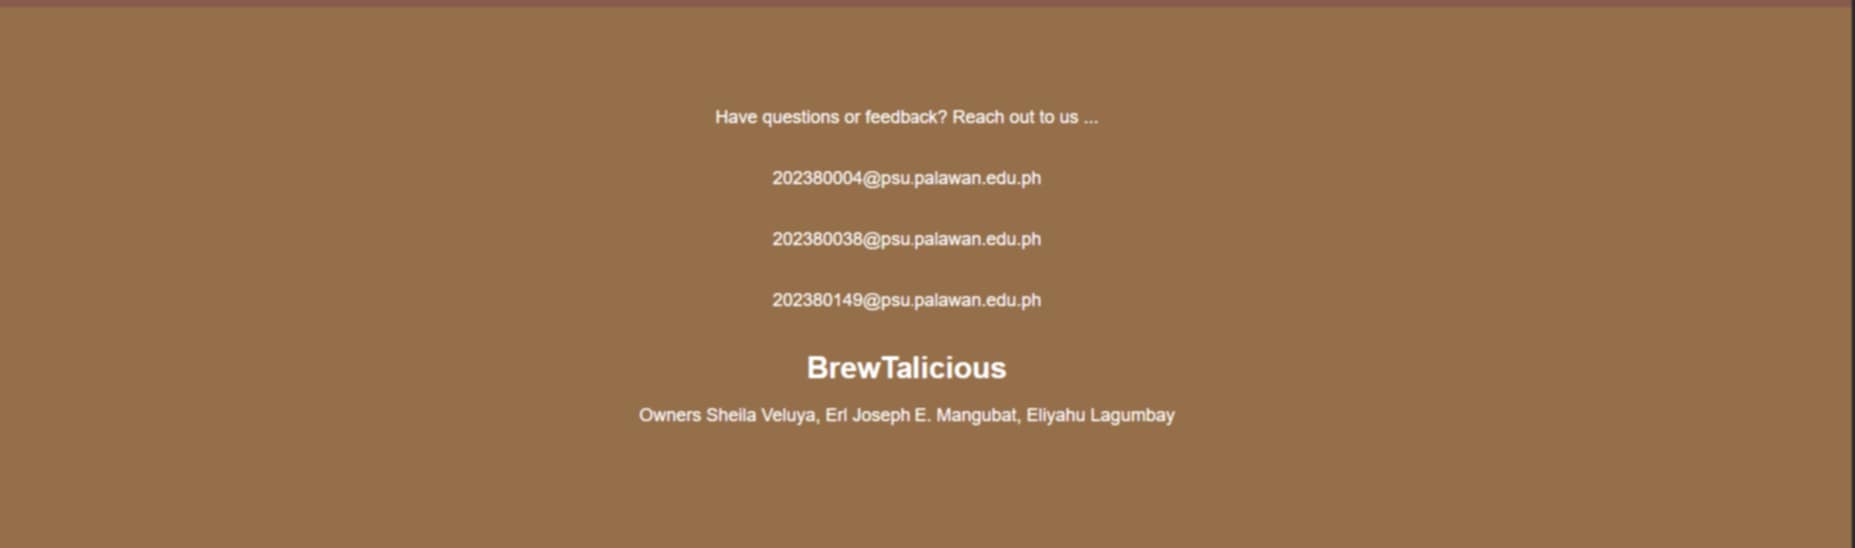 Have questions or feedback? Reach out to us ...
202380004@psu.palawan.edu.ph
202380038@psu.palawan.edu.ph
202380149@psu.palawan.edu.ph
BrewTalicious
Owners Sheila Veluya, Erl Joseph E. Mangubat, Eliyahu Lagumbay